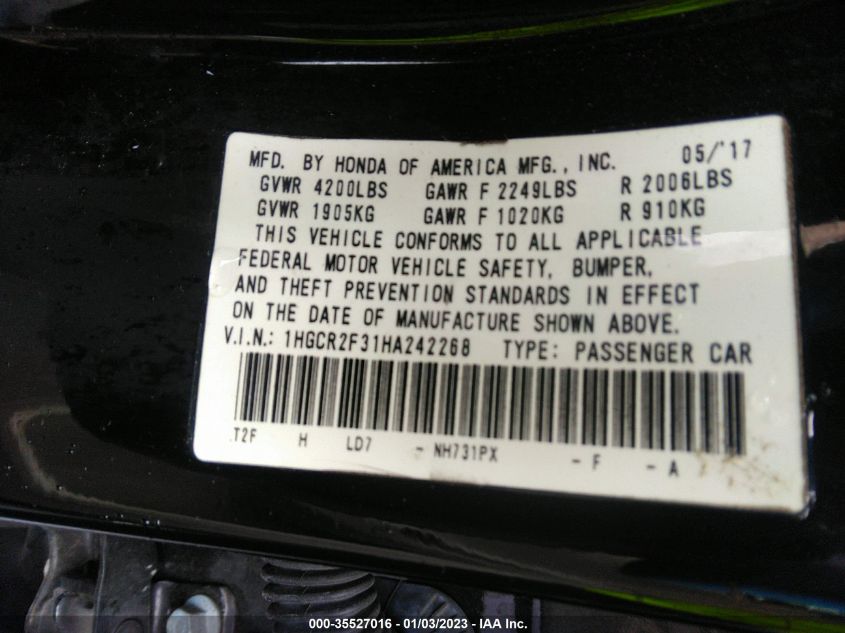 MFD. BY HONDA OF AMERICA MFG., INC. 05/'17
GVWR 4200LBS GAWR F 2249LBS R 2006LBS
GVWR 1905KG GAWR F 1020KG R 910KG
THIS VEHICLE CONFORMS TO ALL APPLICABLE
FEDERAL MOTOR VEHICLE SAFETY, BUMPER,
AND THEFT PREVENTION STANDARDS IN EFFECT
ON THE DATE OF MANUFACTURE SHOWN ABOVE.
V.I.N.: 1HGCR2F31HA242268 TYPE: PASSENGER CAR
T2F H LD7 - NH731PX - F - A
000-35527016 - 01/03/2023 - IAA Inc.